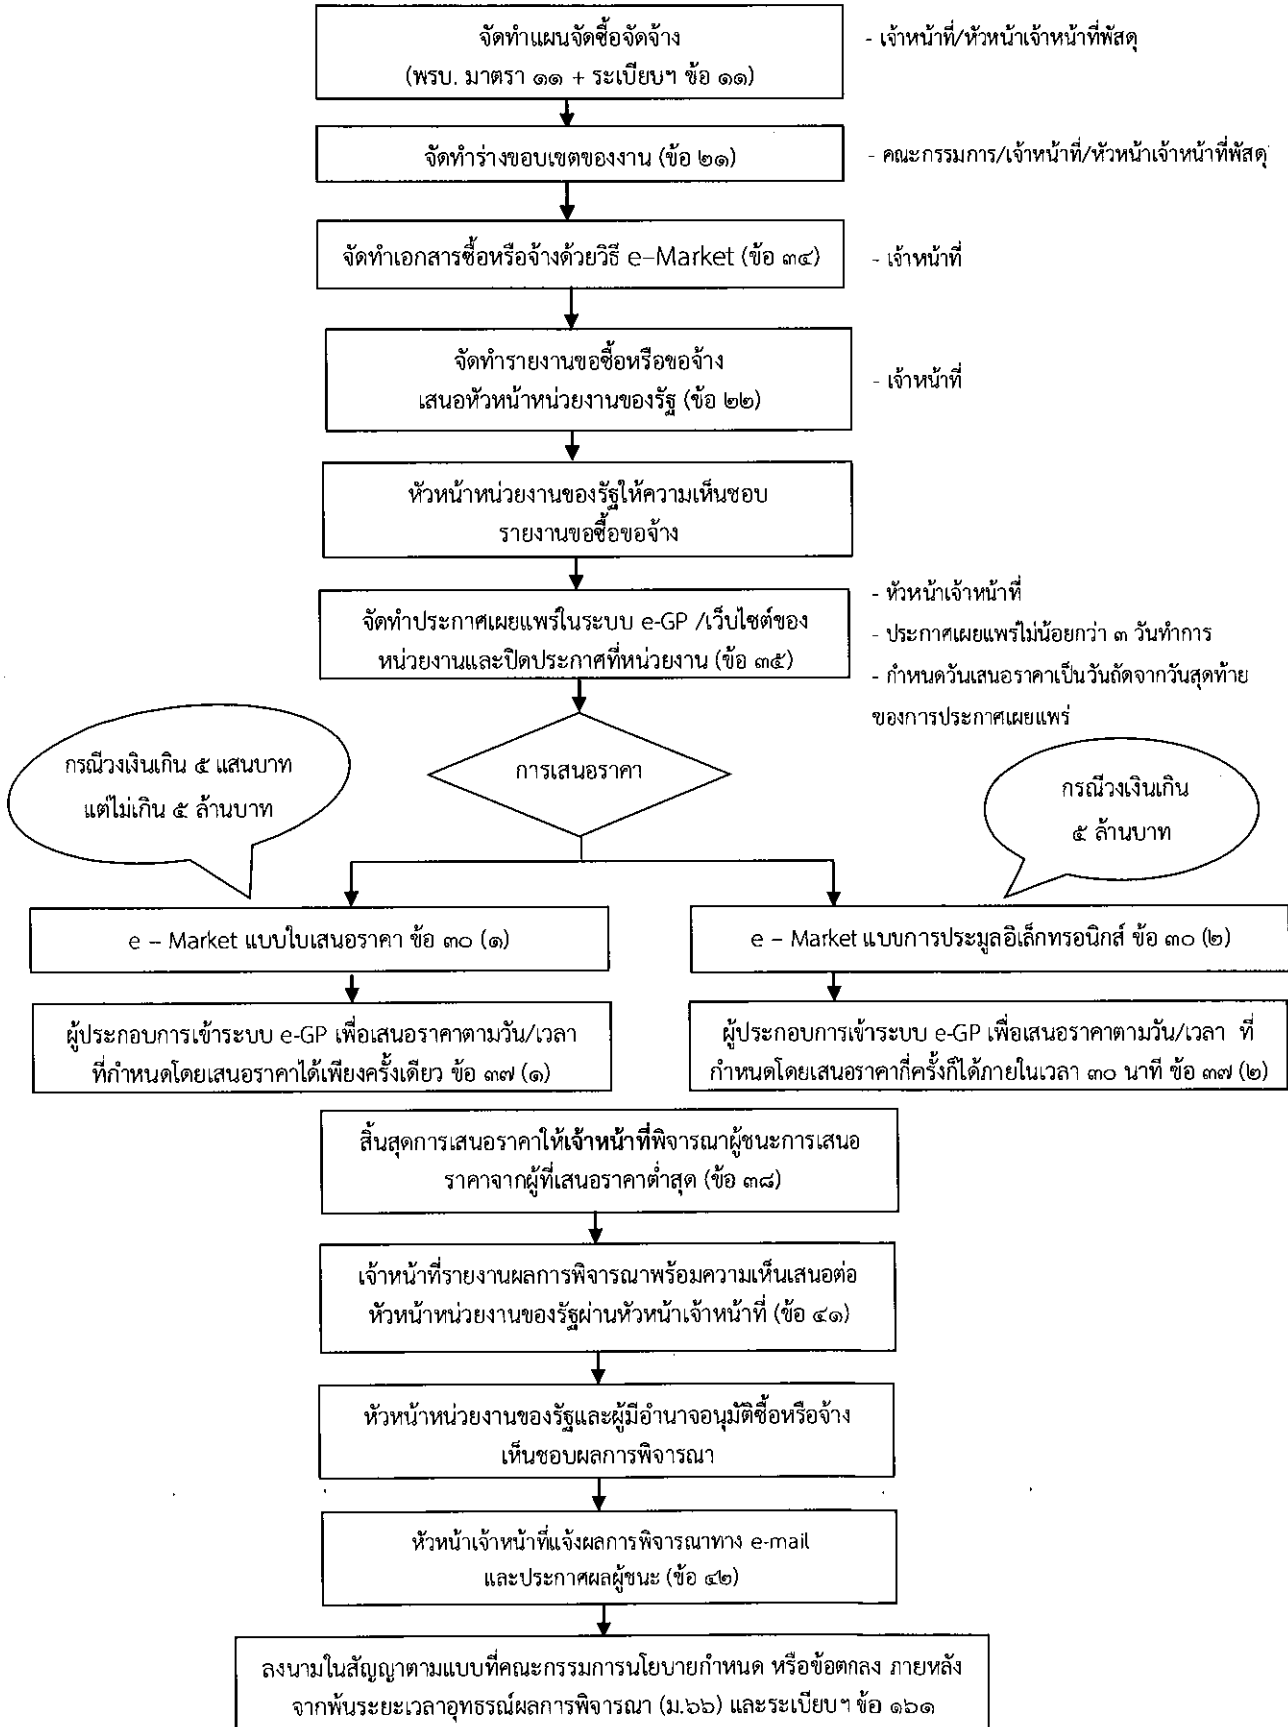 จัดทำแผนจัดซื้อจัดจ้าง
(พรบ. มาตรา ๑๑ + ระเบียบฯ ข้อ ๑๑)
- เจ้าหน้าที่/หัวหน้าเจ้าหน้าที่พัสดุ
จัดทำร่างขอบเขตของงาน (ข้อ ๒๑)
- คณะกรรมการ/เจ้าหน้าที่/หัวหน้าเจ้าหน้าที่พัสดุ
จัดทำเอกสารซื้อหรือจ้างด้วยวิธี e–Market (ข้อ ๓๔)
- เจ้าหน้าที่
จัดทำรายงานขอซื้อหรือขอจ้าง
เสนอหัวหน้าหน่วยงานของรัฐ (ข้อ ๒๒)
- เจ้าหน้าที่
หัวหน้าหน่วยงานของรัฐให้ความเห็นชอบ
รายงานขอซื้อขอจ้าง
จัดทำประกาศเผยแพร่ในระบบ e-GP /เว็บไซต์ของ
หน่วยงานและปิดประกาศที่หน่วยงาน (ข้อ ๓๕)
- หัวหน้าเจ้าหน้าที่
- ประกาศเผยแพร่ไม่น้อยกว่า ๓ วันทำการ
- กำหนดวันเสนอราคาเป็นวันถัดจากวันสุดท้าย
ของการประกาศเผยแพร่
กรณีวงเงินเกิน ๕ แสนบาท
แต่ไม่เกิน ๕ ล้านบาท
การเสนอราคา
กรณีวงเงินเกิน
๕ ล้านบาท
e – Market แบบใบเสนอราคา ข้อ ๓๐ (๑)
e – Market แบบการประมูลอิเล็กทรอนิกส์ ข้อ ๓๐ (๒)
ผู้ประกอบการเข้าระบบ e-GP เพื่อเสนอราคาตามวัน/เวลา
ที่กำหนดโดยเสนอราคาได้เพียงครั้งเดียว ข้อ ๓๗ (๑)
ผู้ประกอบการเข้าระบบ e-GP เพื่อเสนอราคาตามวัน/เวลา ที่
กำหนดโดยเสนอราคากี่ครั้งก็ได้ภายในเวลา ๓๐ นาที ข้อ ๓๗ (๒)
สิ้นสุดการเสนอราคาให้เจ้าหน้าที่พิจารณาผู้ชนะการเสนอ
ราคาจากผู้ที่เสนอราคาต่ำสุด (ข้อ ๓๘)
เจ้าหน้าที่รายงานผลการพิจารณาพร้อมความเห็นเสนอต่อ
หัวหน้าหน่วยงานของรัฐผ่านหัวหน้าเจ้าหน้าที่ (ข้อ ๔๑)
หัวหน้าหน่วยงานของรัฐและผู้มีอำนาจอนุมัติซื้อหรือจ้าง
เห็นชอบผลการพิจารณา
หัวหน้าเจ้าหน้าที่แจ้งผลการพิจารณาทาง e-mail
และประกาศผลผู้ชนะ (ข้อ ๔๒)
ลงนามในสัญญาตามแบบที่คณะกรรมการนโยบายกำหนด หรือข้อตกลง ภายหลัง
จากพ้นระยะเวลาอุทธรณ์ผลการพิจารณา (ม.๖๖) และระเบียบฯ ข้อ ๑๖๑